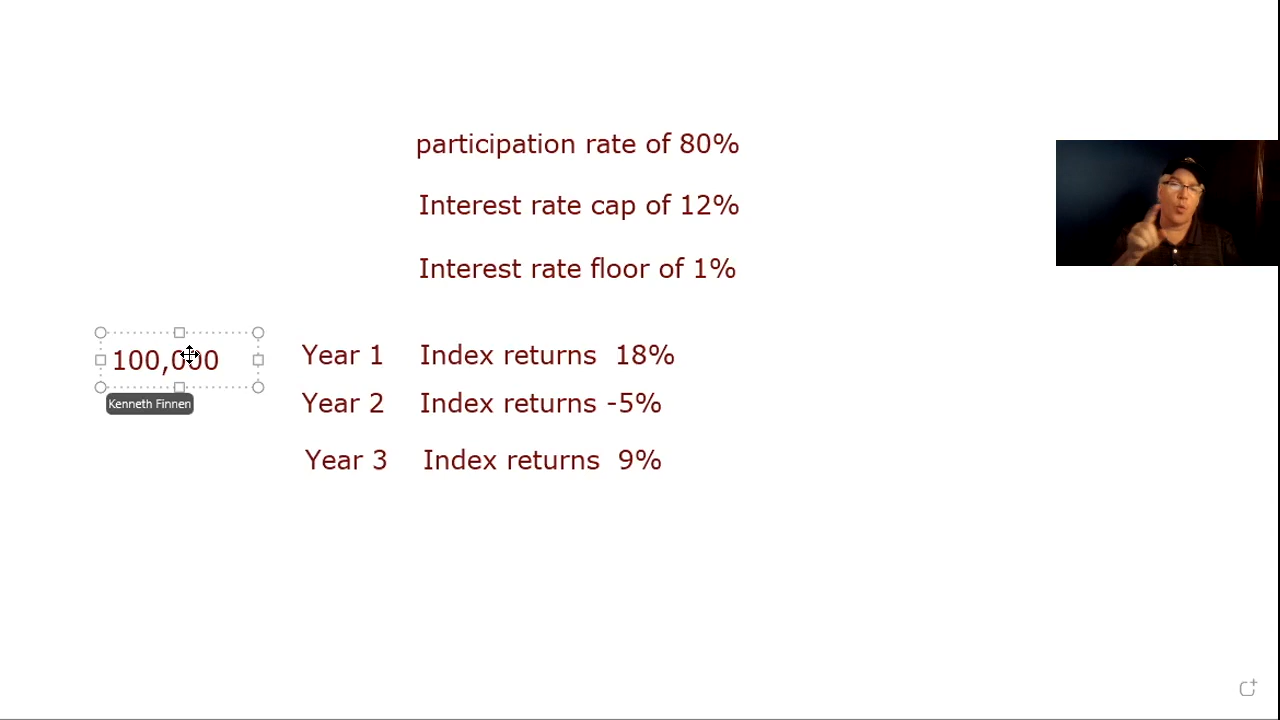 participation rate of 80%
Interest rate cap of 12%
Interest rate floor of 1%
100,000
Kenneth Finnen
Year 1 Index returns 18%
Year 2 Index returns -5%
Year 3 Index returns 9%